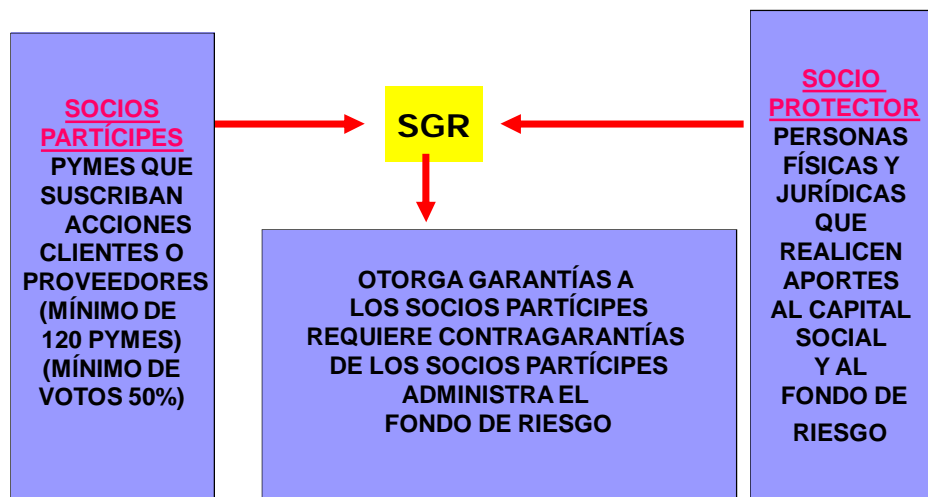 SOCIOS
PARTÍCIPES
PYMES QUE
SUSCRIBAN
ACCIONES
CLIENTES O
PROVEEDORES
(MÍNIMO DE
120 PYMES)
(MÍNIMO DE
VOTOS 50%)
SGR
OTORGA GARANTÍAS A
LOS SOCIOS PARTÍCIPES
REQUIERE CONTRAGARANTÍAS
DE LOS SOCIOS PARTÍCIPES
ADMINISTRA EL
FONDO DE RIESGO
SOCIO
PROTECTOR
PERSONAS
FÍSICAS Y
JURÍDICAS
QUE
REALICEN
APORTES
AL CAPITAL
SOCIAL
Y AL
FONDO DE
RIESGO